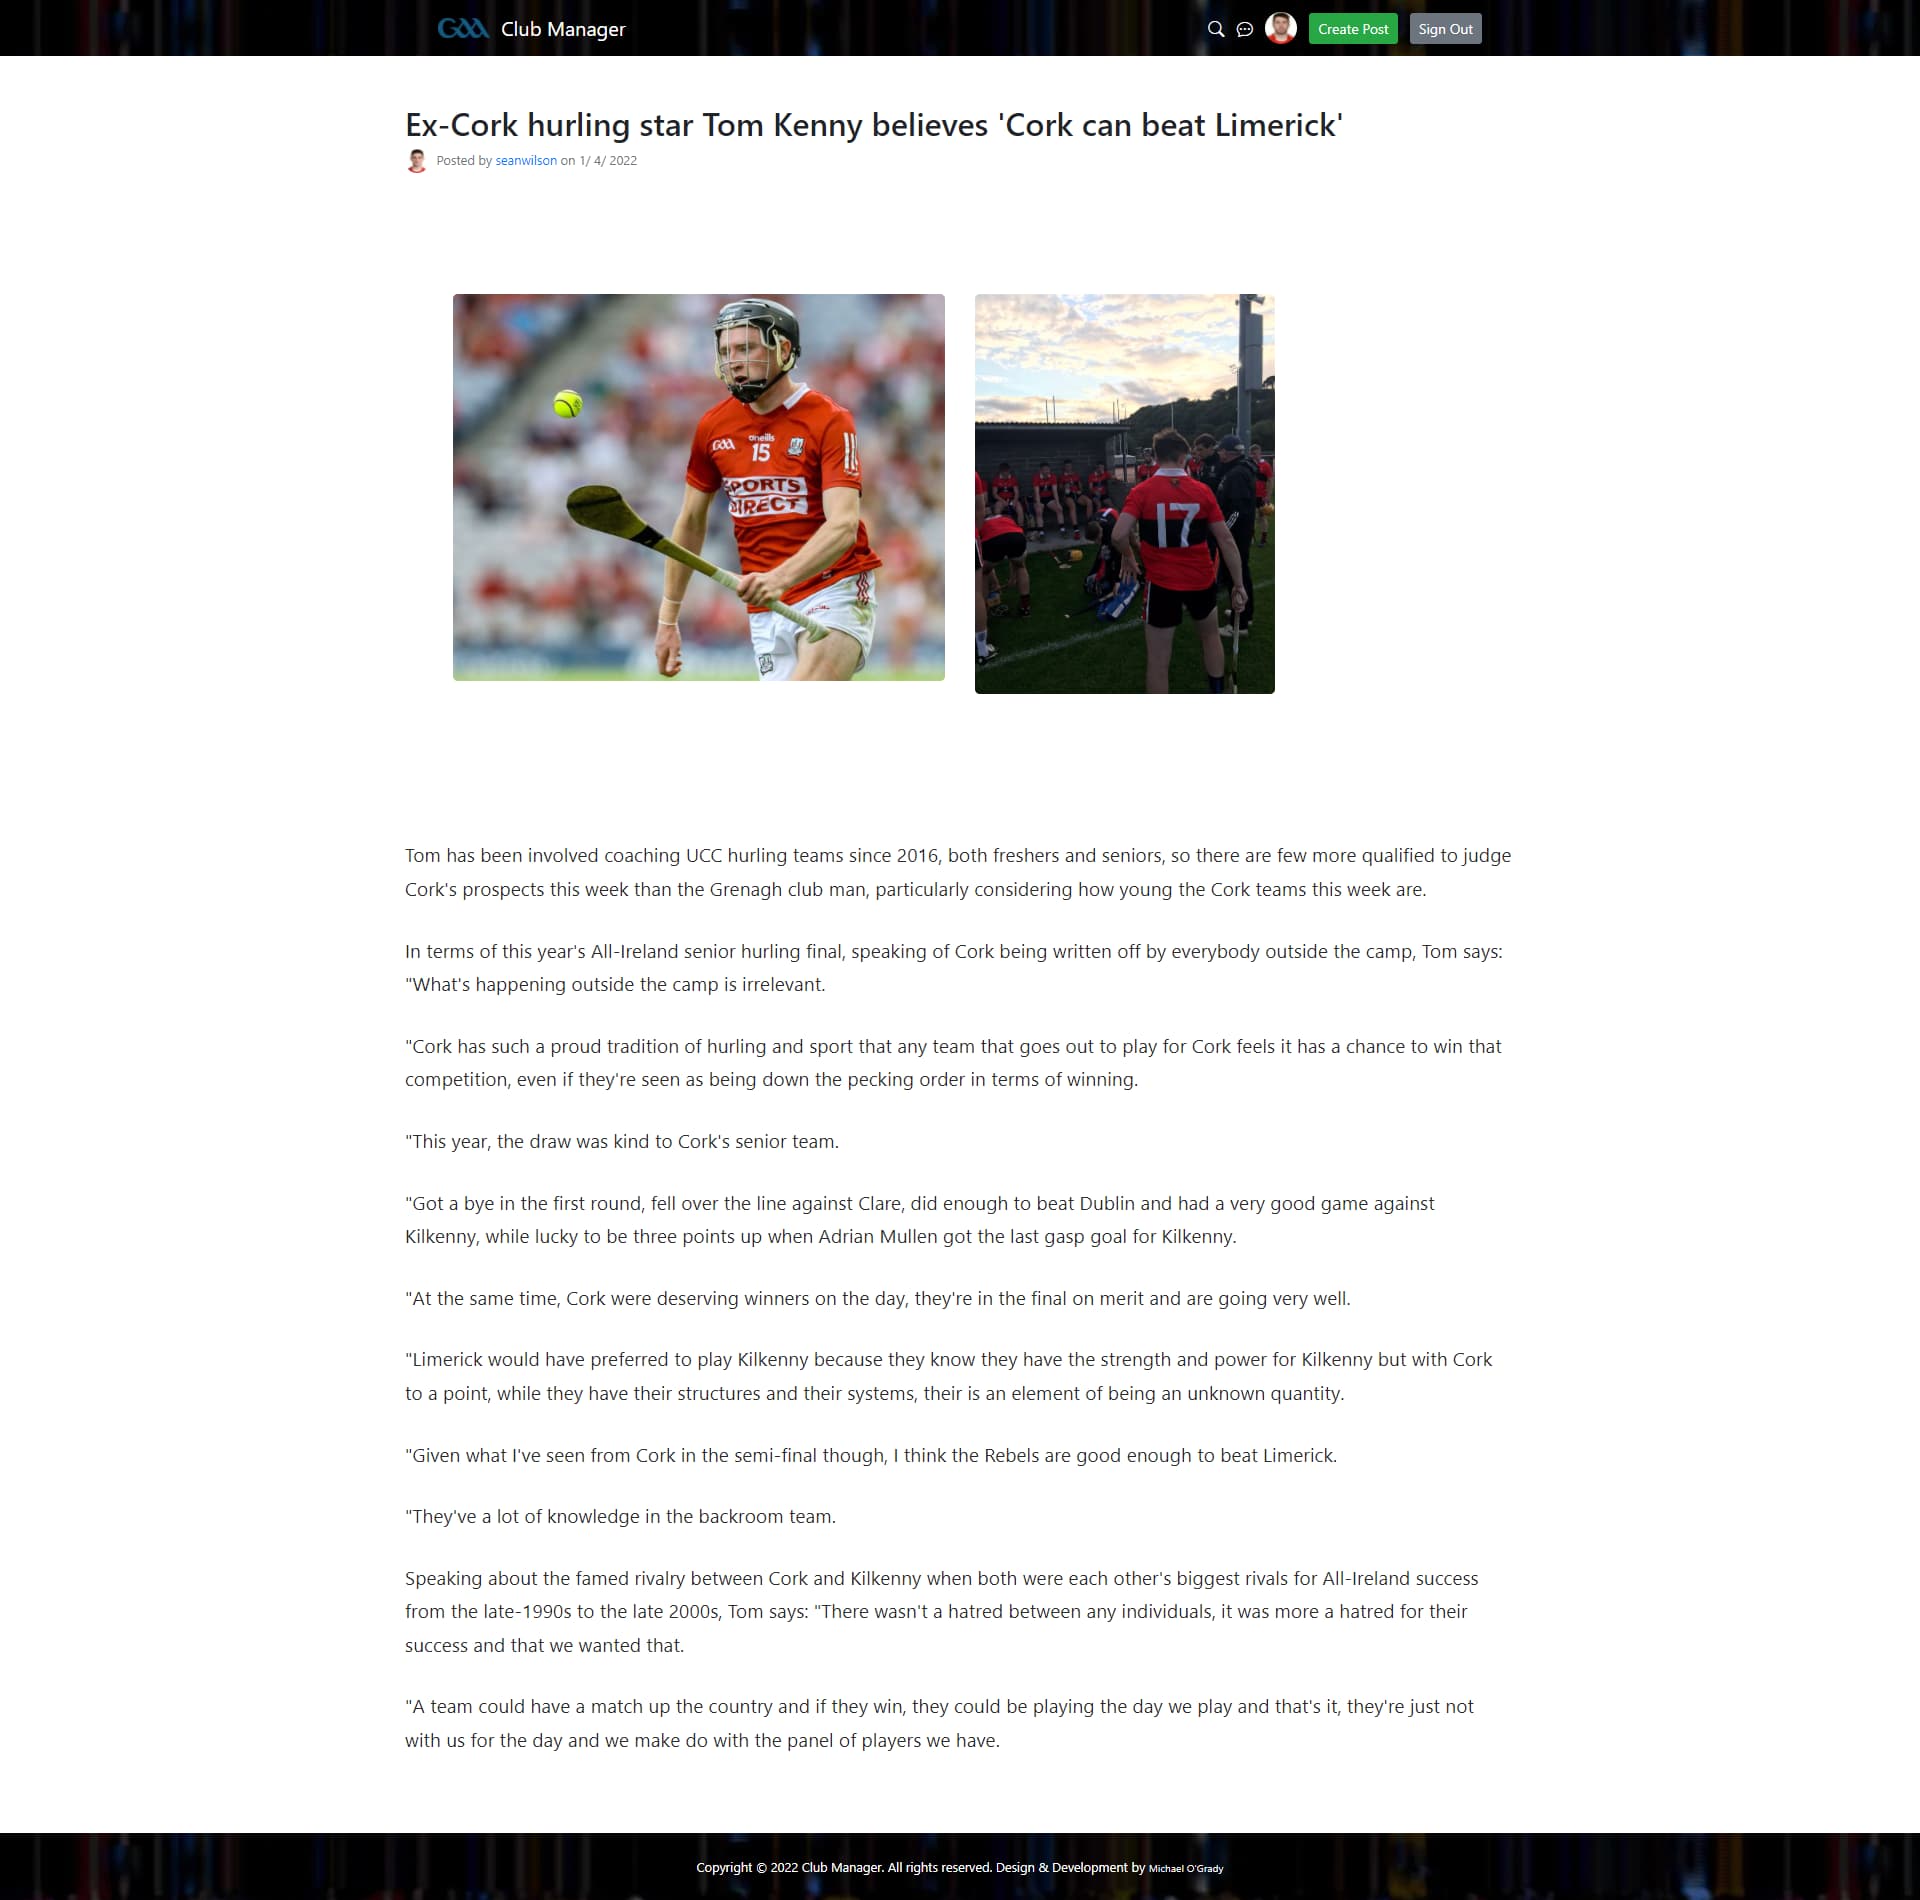 GAA Club Manager
Create Post
Sign Out
Ex-Cork hurling star Tom Kenny believes 'Cork can beat Limerick'
Posted by seanwilson on 1/ 4/ 2022
GAA
oneills
15
SPORTS
DIRECT
17
Tom has been involved coaching UCC hurling teams since 2016, both freshers and seniors, so there are few more qualified to judge
Cork's prospects this week than the Grenagh club man, particularly considering how young the Cork teams this week are.
In terms of this year's All-Ireland senior hurling final, speaking of Cork being written off by everybody outside the camp, Tom says:
"What's happening outside the camp is irrelevant.
"Cork has such a proud tradition of hurling and sport that any team that goes out to play for Cork feels it has a chance to win that
competition, even if they're seen as being down the pecking order in terms of winning.
"This year, the draw was kind to Cork's senior team.
"Got a bye in the first round, fell over the line against Clare, did enough to beat Dublin and had a very good game against
Kilkenny, while lucky to be three points up when Adrian Mullen got the last gasp goal for Kilkenny.
"At the same time, Cork were deserving winners on the day, they're in the final on merit and are going very well.
"Limerick would have preferred to play Kilkenny because they know they have the strength and power for Kilkenny but with Cork
to a point, while they have their structures and their systems, their is an element of being an unknown quantity.
"Given what I've seen from Cork in the semi-final though, I think the Rebels are good enough to beat Limerick.
"They've a lot of knowledge in the backroom team.
Speaking about the famed rivalry between Cork and Kilkenny when both were each other's biggest rivals for All-Ireland success
from the late-1990s to the late 2000s, Tom says: "There wasn't a hatred between any individuals, it was more a hatred for their
success and that we wanted that.
"A team could have a match up the country and if they win, they could be playing the day we play and that's it, they're just not
with us for the day and we make do with the panel of players we have.
Copyright © 2022 Club Manager. All rights reserved. Design & Development by Michael O'Grady